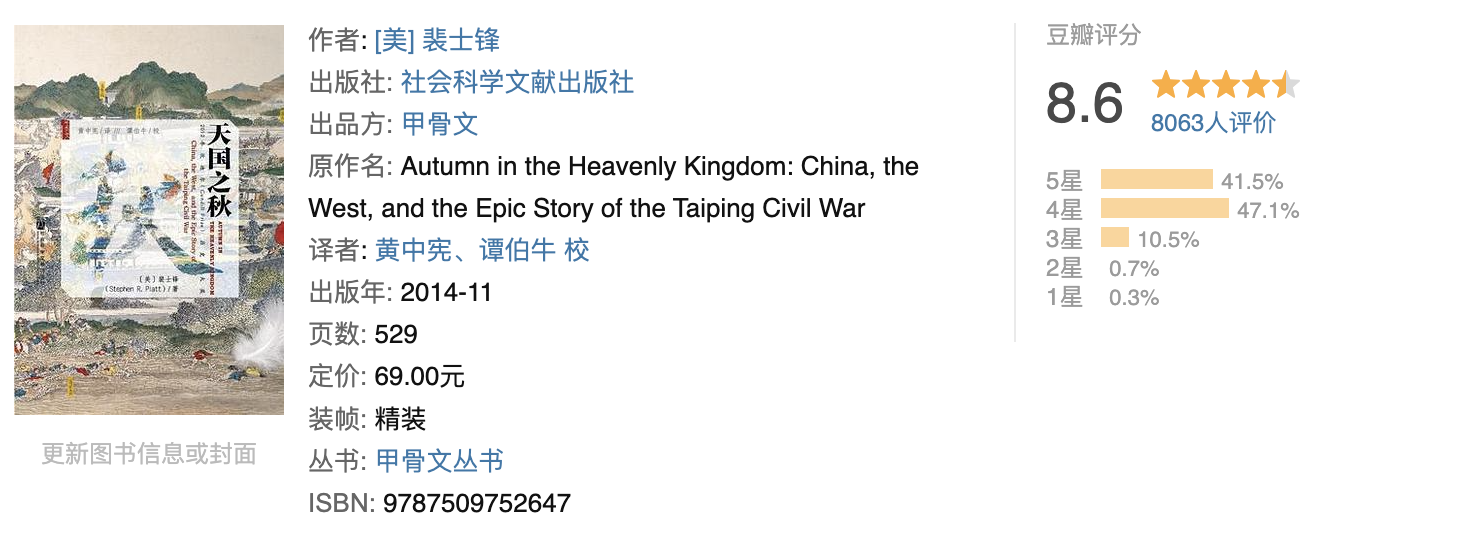 黄中宪/译 谭伯牛/校
天国之秋
China, the West, and the Epic Story of
the Taiping Civil War
AUTUMN IN
THE HEAVENLY KINGDOM
[美]裴士锋
(Stephen R. Platt)/著
更新图书信息或封面
作者: [美] 裴士锋
出版社: 社会科学文献出版社
出品方: 甲骨文
原作名: Autumn in the Heavenly Kingdom: China, the
West, and the Epic Story of the Taiping Civil War
译者: 黄中宪、谭伯牛 校
出版年: 2014-11
页数: 529
定价: 69.00元
装帧: 精装
丛书: 甲骨文丛书
ISBN: 9787509752647
豆瓣评分
8.6
8063人评价
5星 41.5%
4星 47.1%
3星 10.5%
2星 0.7%
1星 0.3%